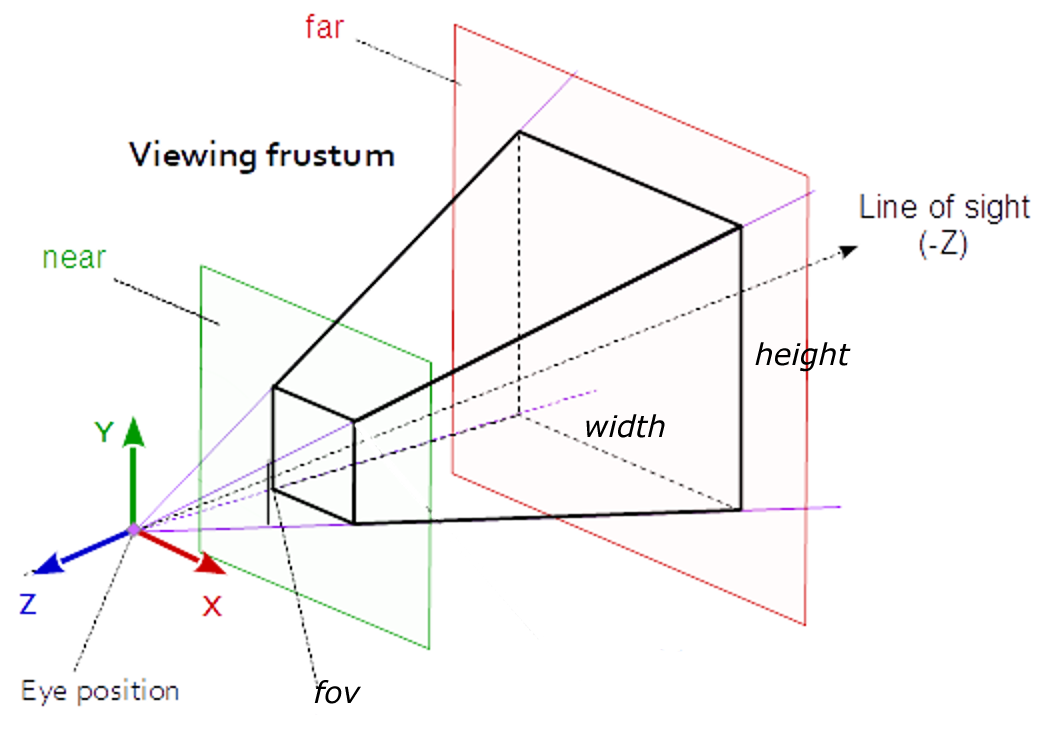 far
Viewing frustum
Line of sight
(-Z)
near
height
width
Y
Z
X
Eye position
fov